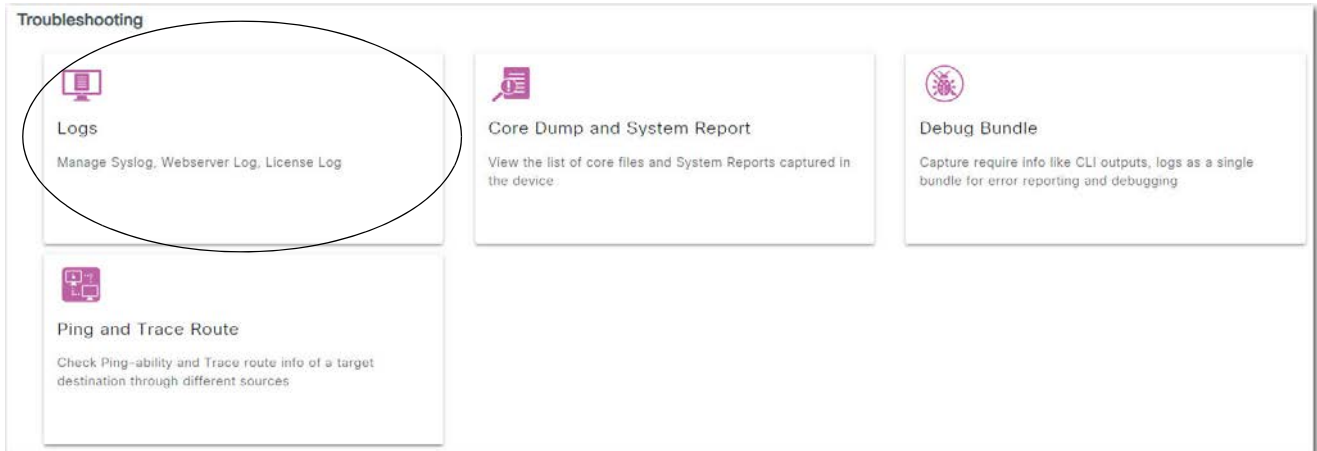 Troubleshooting
Logs
Manage Syslog, Webserver Log, License Log
Core Dump and System Report
View the list of core files and System Reports captured in
the device
Debug Bundle
Capture require info like CLI outputs, logs as a single
bundle for error reporting and debugging
Ping and Trace Route
Check Ping-ability and Trace route info of a target
destination through different sources